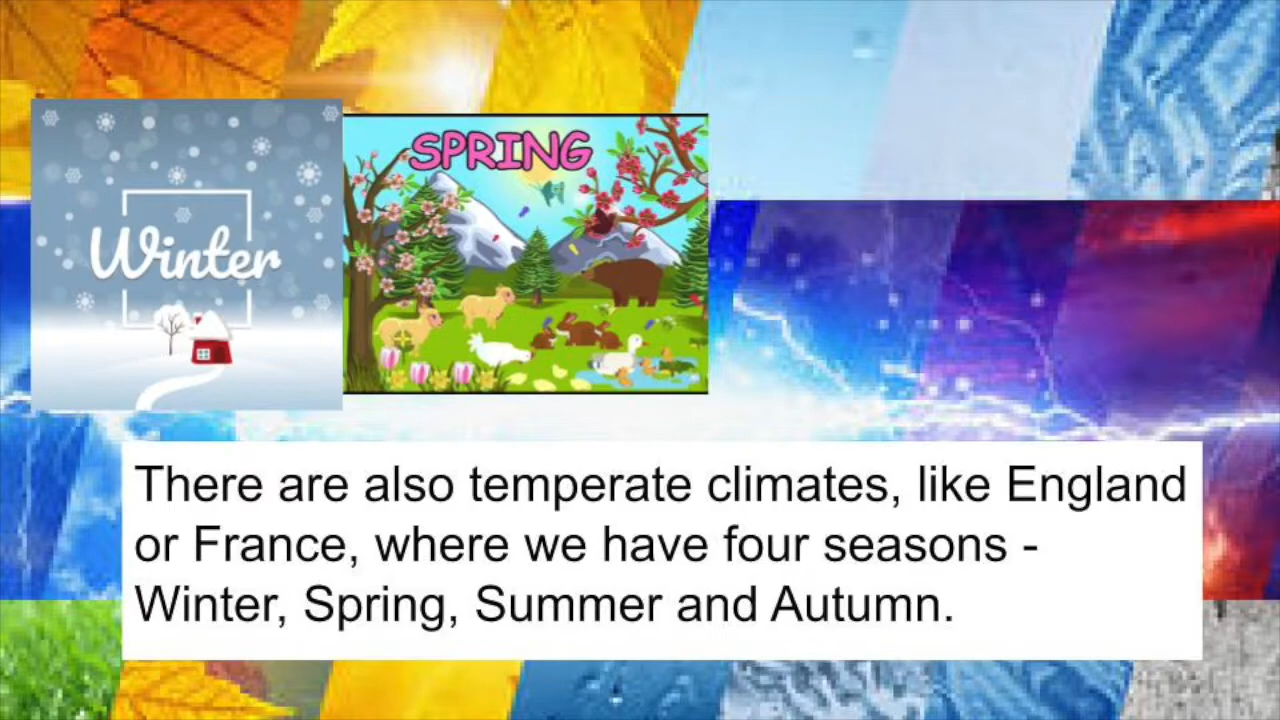 Winter
SPRING
There are also temperate climates, like England
or France, where we have four seasons -
Winter, Spring, Summer and Autumn.